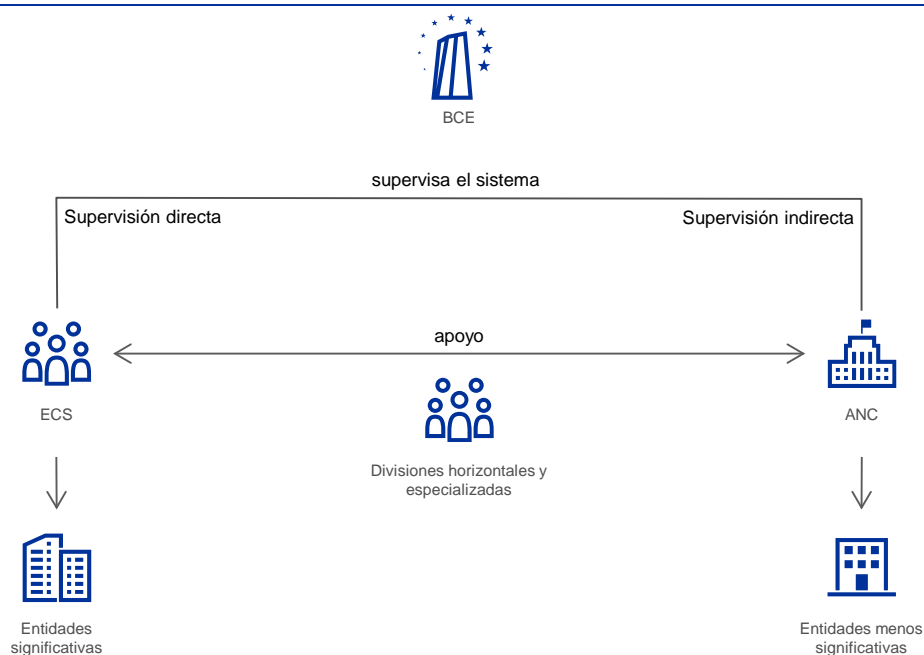 BCE
supervisa el sistema
Supervisión directa
Supervisión indirecta
apoyo
ECS
ANC
Divisiones horizontales y
especializadas
Entidades
significativas
Entidades menos
significativas